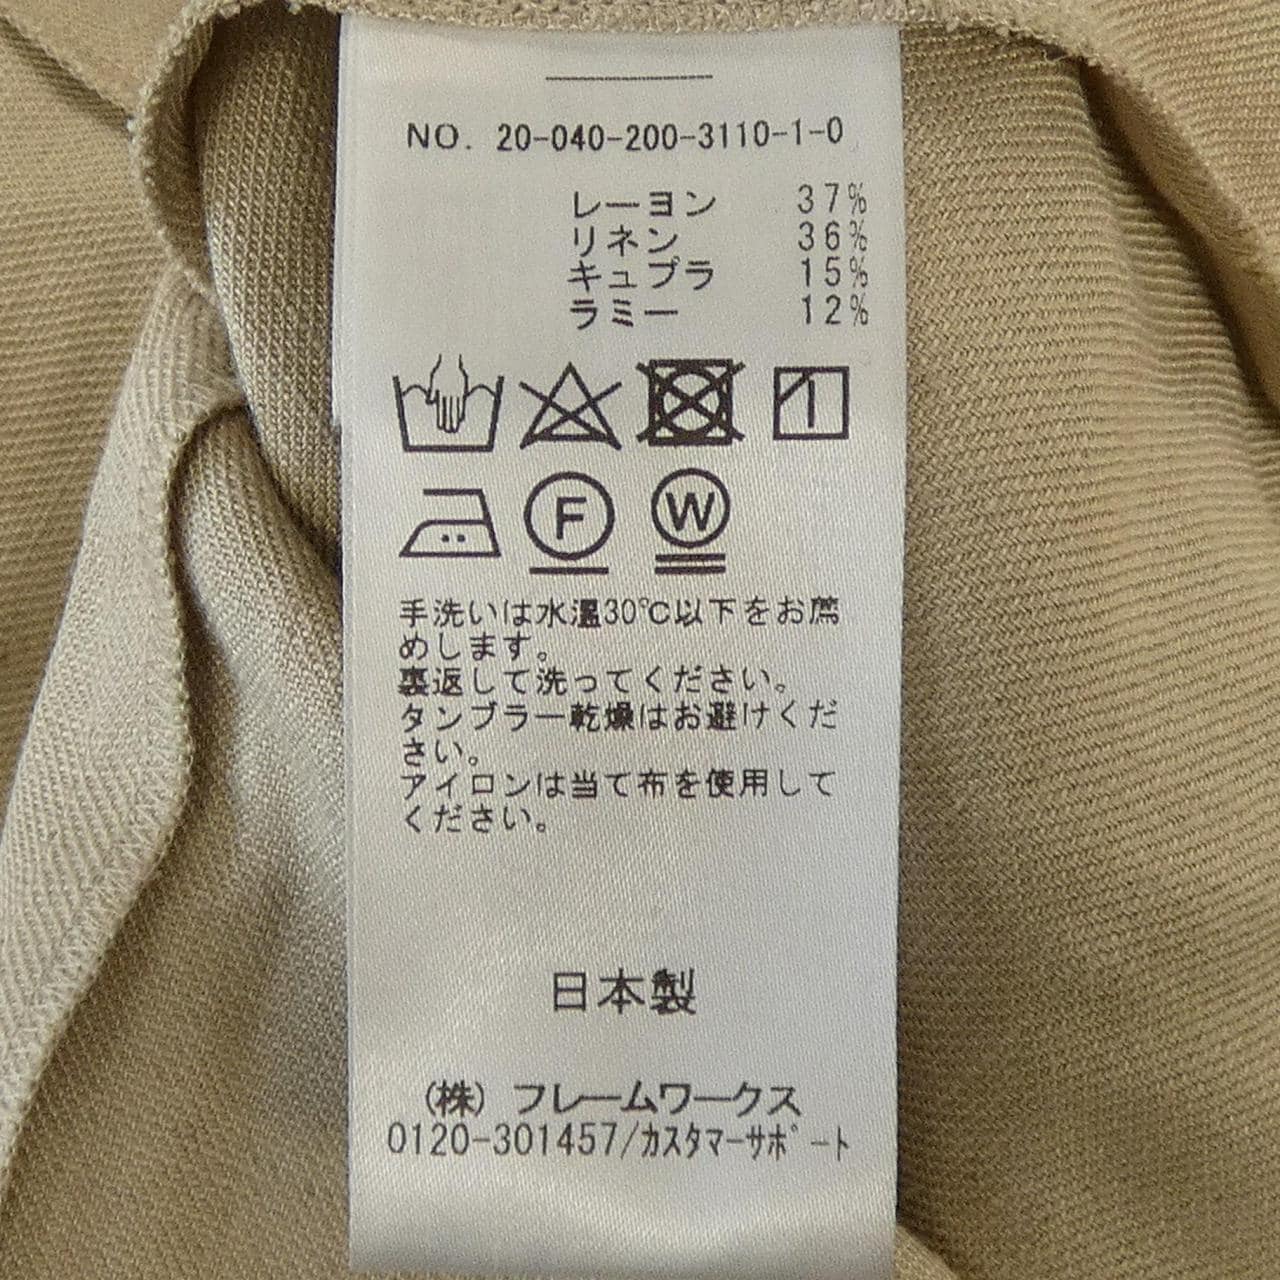 NO. 20-040-200-3110-1-0
レーヨン 37%
リネン 36%
キュプラ 15%
ラミー 12%
F W
手洗いは水温30℃以下をお薦
めします。
裏返して洗ってください。
タンブラー乾燥はお避けくだ
さい。
アイロンは当て布を使用して
ください。
日本製
(株) フレームワークス
0120-301457/カスタマーサポート